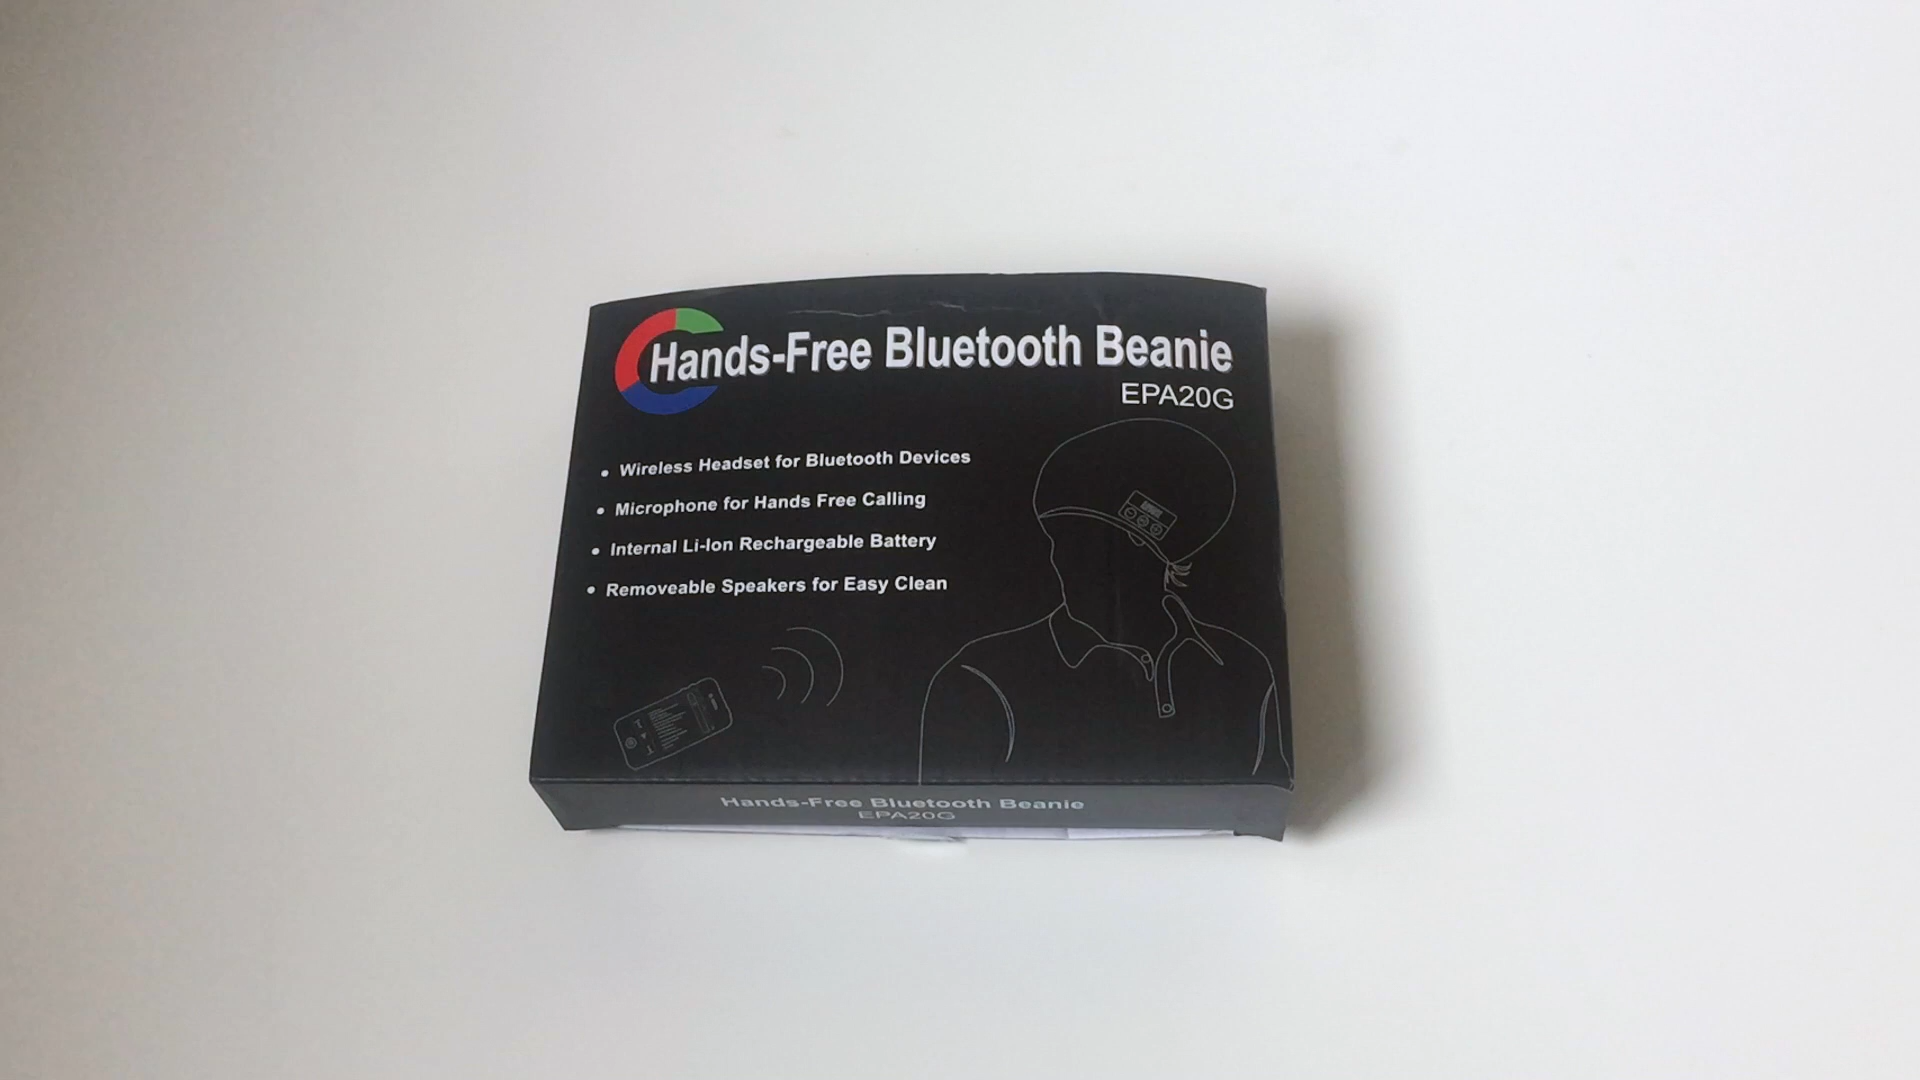 Hands-Free Bluetooth Beanie
EPA20G
• Wireless Headset for Bluetooth Devices
• Microphone for Hands Free Calling
• Internal Li-Ion Rechargeable Battery
• Removeable Speakers for Easy Clean
Hands-Free Bluetooth Beanie
EPA20G